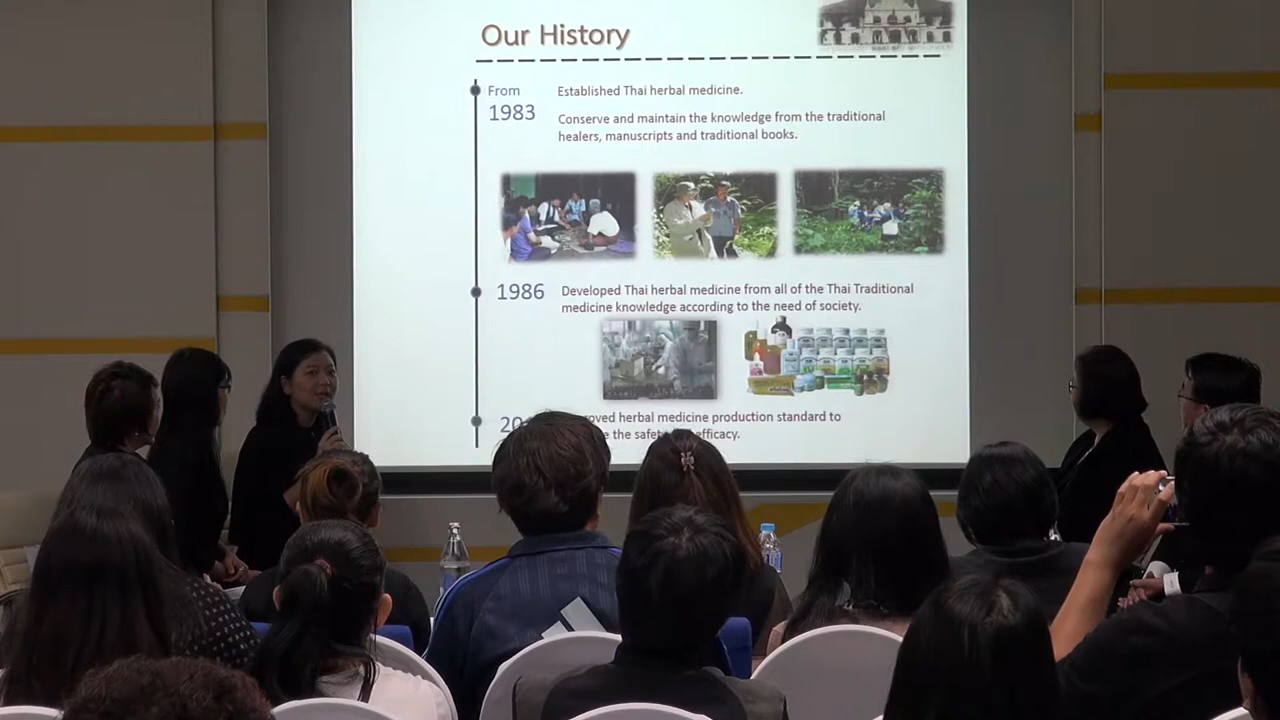 Our History
From
1983
Established Thai herbal medicine.
Conserve and maintain the knowledge from the traditional
healers, manuscripts and traditional books.
1986
Developed Thai herbal medicine from all of the Thai Traditional
medicine knowledge according to the need of society.
herbal medicine production standard to
the efficacy.